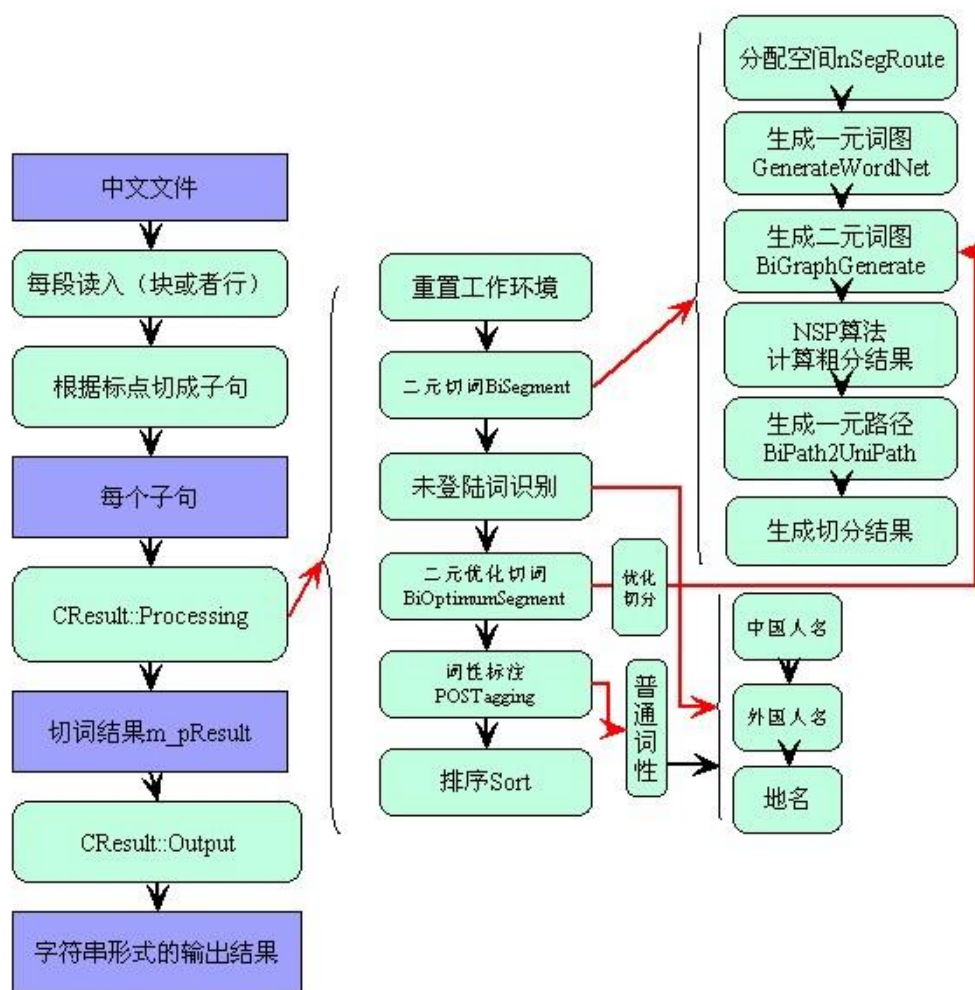 中文文件
每段读入（块或者行）
根据标点切成子句
每个子句
CResult::Processing
切词结果m_pResult
CResult::Output
字符串形式的输出结果
重置工作环境
二元切词BiSegment
未登陆词识别
二元优化切词
BiOptimumSegment
词性标注
POSTagging
排序Sort
优化
切分
普通词性
分配空间nSegRoute
生成一元词图
GenerateWordNet
生成二元词图
BiGraphGenerate
NSP算法
计算粗分结果
生成一元路径
BiPath2UniPath
生成切分结果
中国人名
外国人名
地名